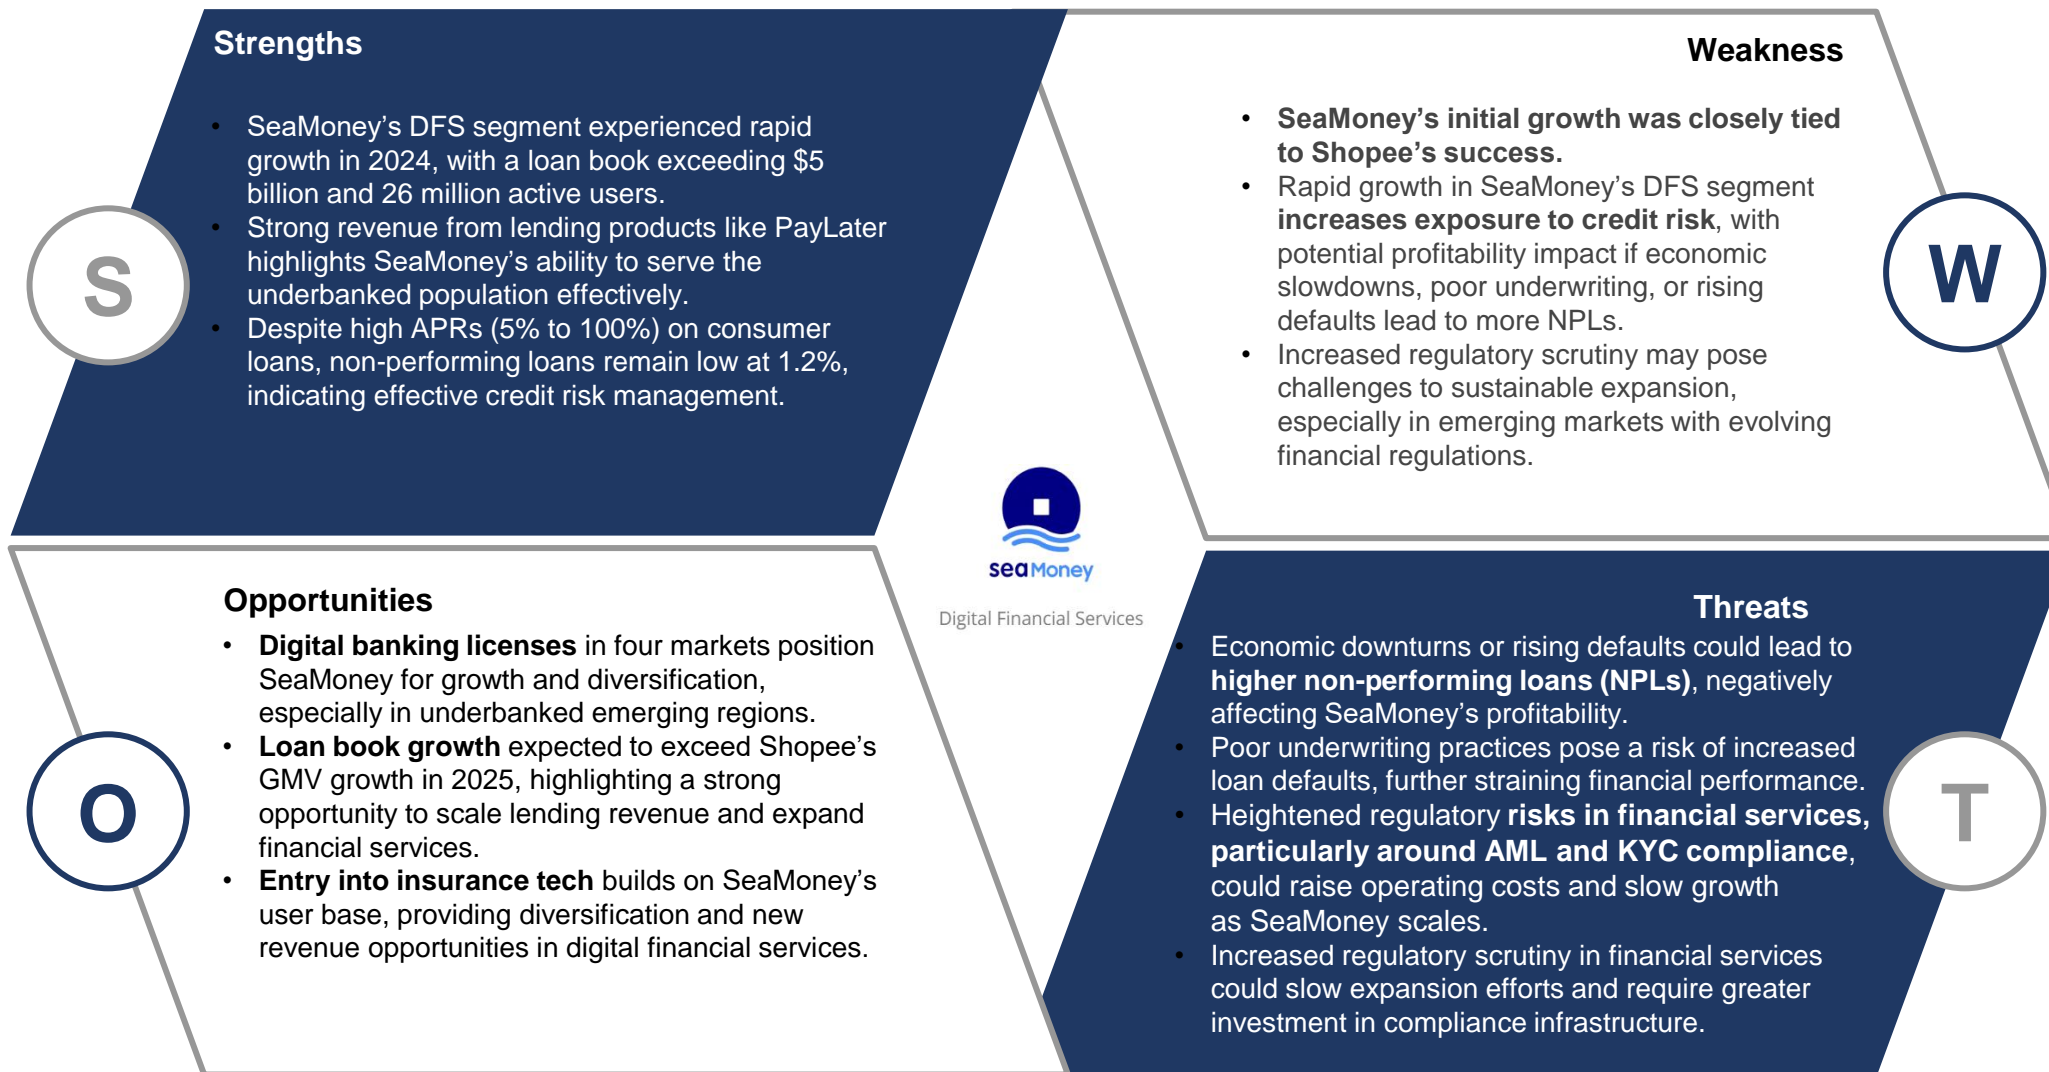 Strengths
• SeaMoney’s DFS segment experienced rapid
growth in 2024, with a loan book exceeding $5
billion and 26 million active users.
• Strong revenue from lending products like PayLater
highlights SeaMoney’s ability to serve the
underbanked population effectively.
• Despite high APRs (5% to 100%) on consumer
loans, non-performing loans remain low at 1.2%,
indicating effective credit risk management.
S
Weakness
• SeaMoney’s initial growth was closely tied
to Shopee’s success.
• Rapid growth in SeaMoney’s DFS segment
increases exposure to credit risk, with
potential profitability impact if economic
slowdowns, poor underwriting, or rising
defaults lead to more NPLs.
• Increased regulatory scrutiny may pose
challenges to sustainable expansion,
especially in emerging markets with evolving
financial regulations.
W
sea Money
Digital Financial Services
Opportunities
• Digital banking licenses in four markets position
SeaMoney for growth and diversification,
especially in underbanked emerging regions.
• Loan book growth expected to exceed Shopee’s
GMV growth in 2025, highlighting a strong
opportunity to scale lending revenue and expand
financial services.
• Entry into insurance tech builds on SeaMoney’s
user base, providing diversification and new
revenue opportunities in digital financial services.
O
Threats
• Economic downturns or rising defaults could lead to
higher non-performing loans (NPLs), negatively
affecting SeaMoney’s profitability.
• Poor underwriting practices pose a risk of increased
loan defaults, further straining financial performance.
• Heightened regulatory risks in financial services,
particularly around AML and KYC compliance,
could raise operating costs and slow growth
as SeaMoney scales.
• Increased regulatory scrutiny in financial services
could slow expansion efforts and require greater
investment in compliance infrastructure.
T